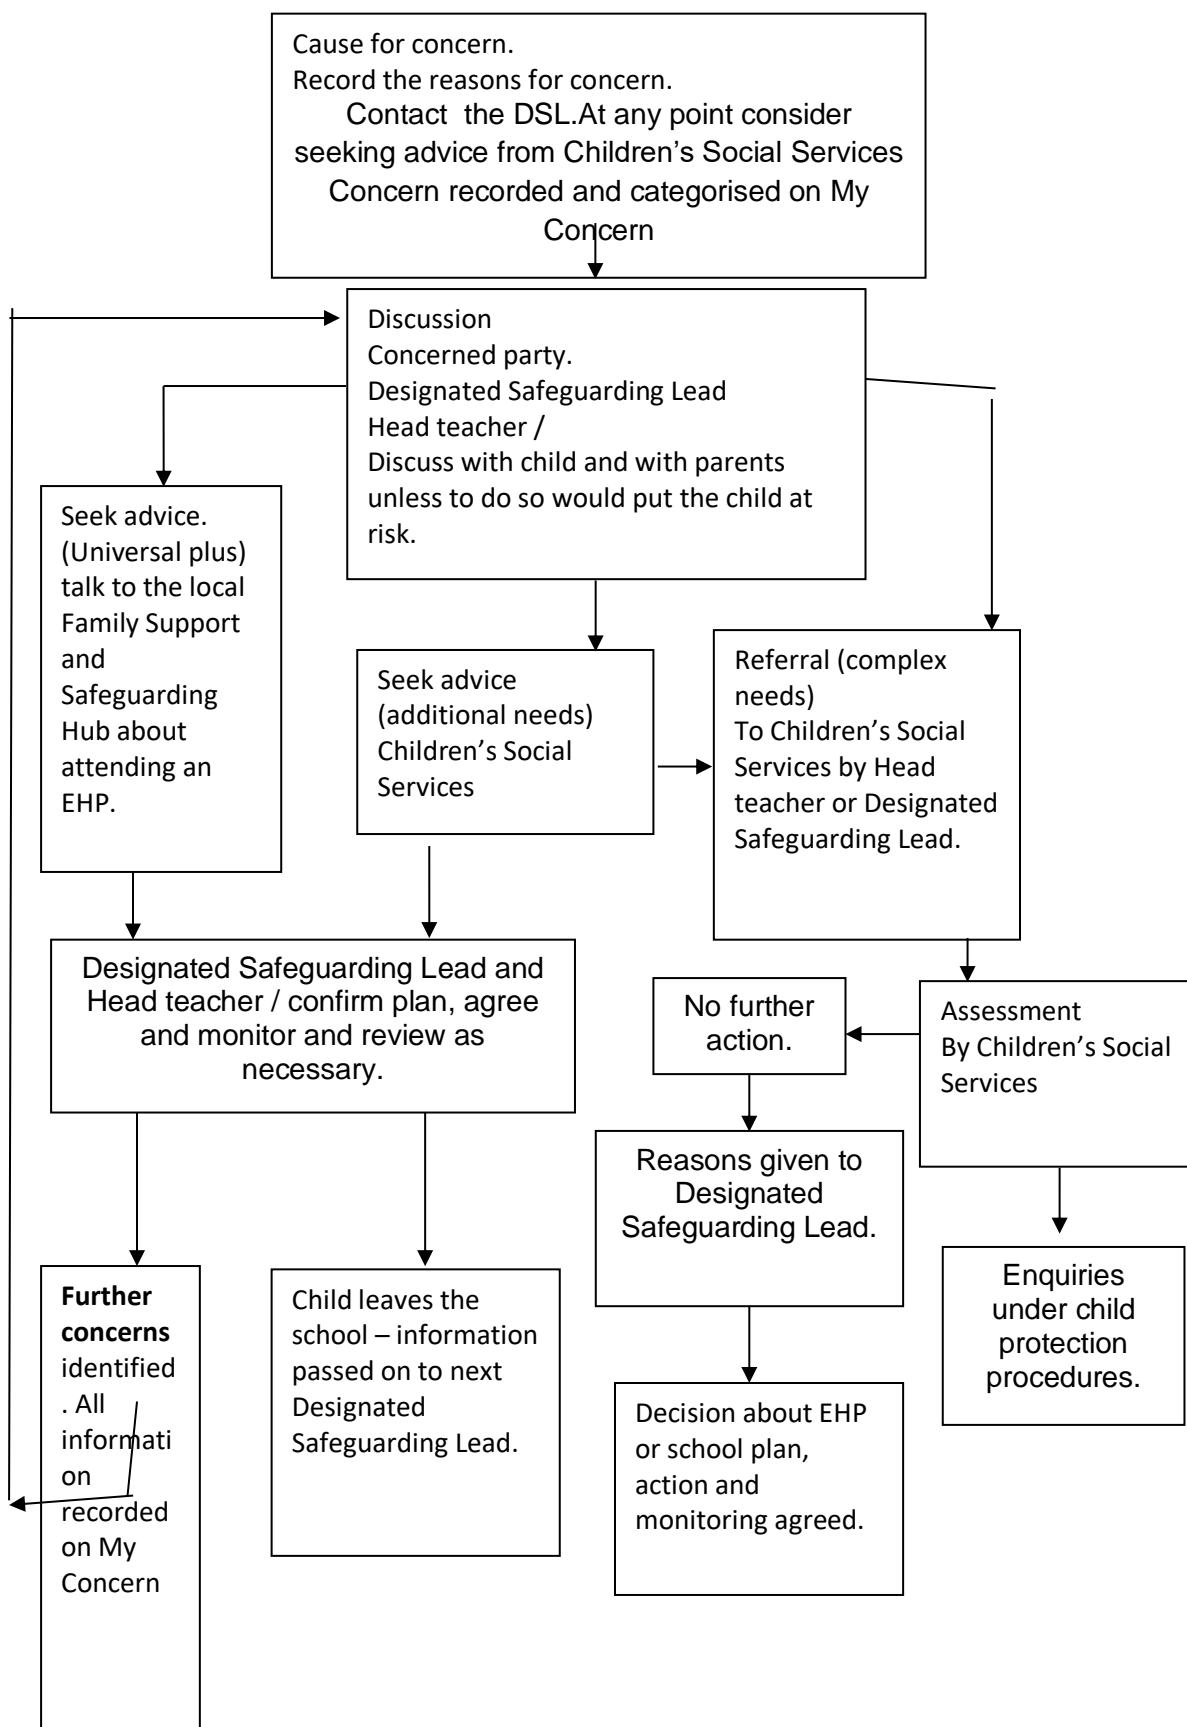 Cause for concern.
Record the reasons for concern.
Contact  the DSL.At any point consider
seeking advice from Children’s Social Services
Concern recorded and categorised on My
Concern
Discussion
Concerned party.
Designated Safeguarding Lead
Head teacher /
Discuss with child and with parents
unless to do so would put the child at
risk.
Seek advice.
(Universal plus)
talk to the local
Family Support
and
Safeguarding
Hub about
attending an
EHP.
Seek advice
(additional needs)
Children’s Social
Services
Referral (complex
needs)
To Children’s Social
Services by Head
teacher or Designated
Safeguarding Lead.
Designated Safeguarding Lead and
Head teacher / confirm plan, agree
and monitor and review as
necessary.
No further
action.
Assessment
By Children’s Social
Services
Reasons given to
Designated
Safeguarding Lead.
Enquiries
under child
protection
procedures.
Further
concerns
identified
. All
informati
on
recorded
on My
Concern
Child leaves the
school – information
passed on to next
Designated
Safeguarding Lead.
Decision about EHP
or school plan,
action and
monitoring agreed.